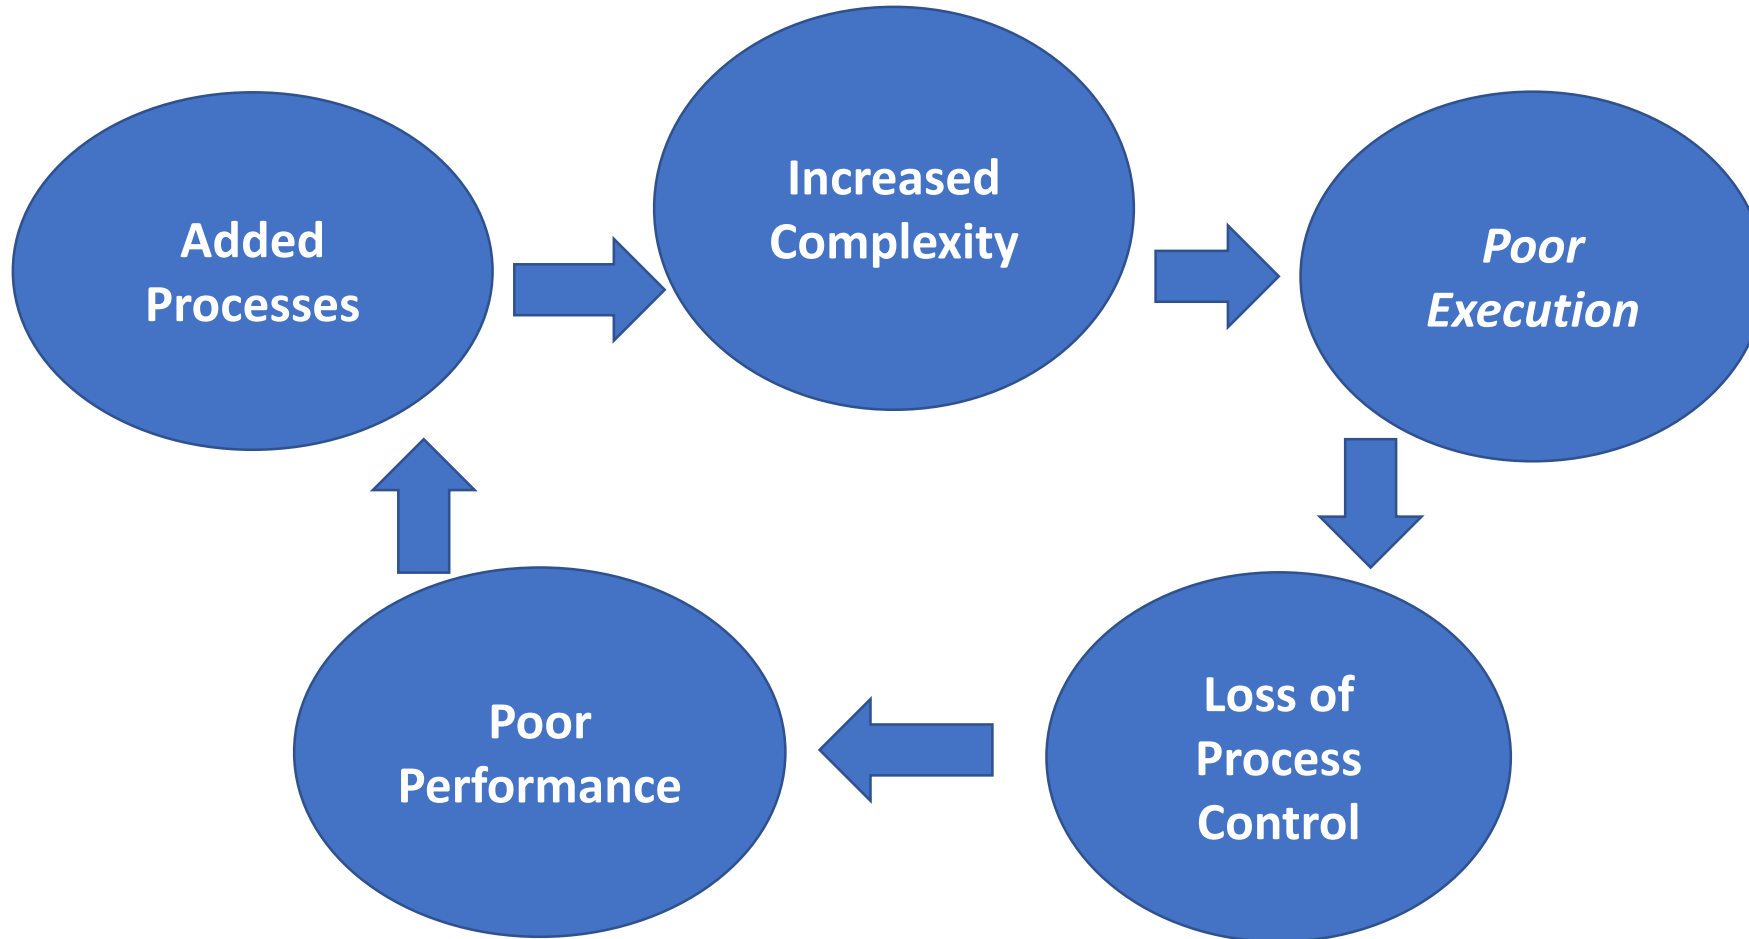 Added
Processes
Increased
Complexity
Poor
Execution
Loss of
Process
Control
Poor
Performance